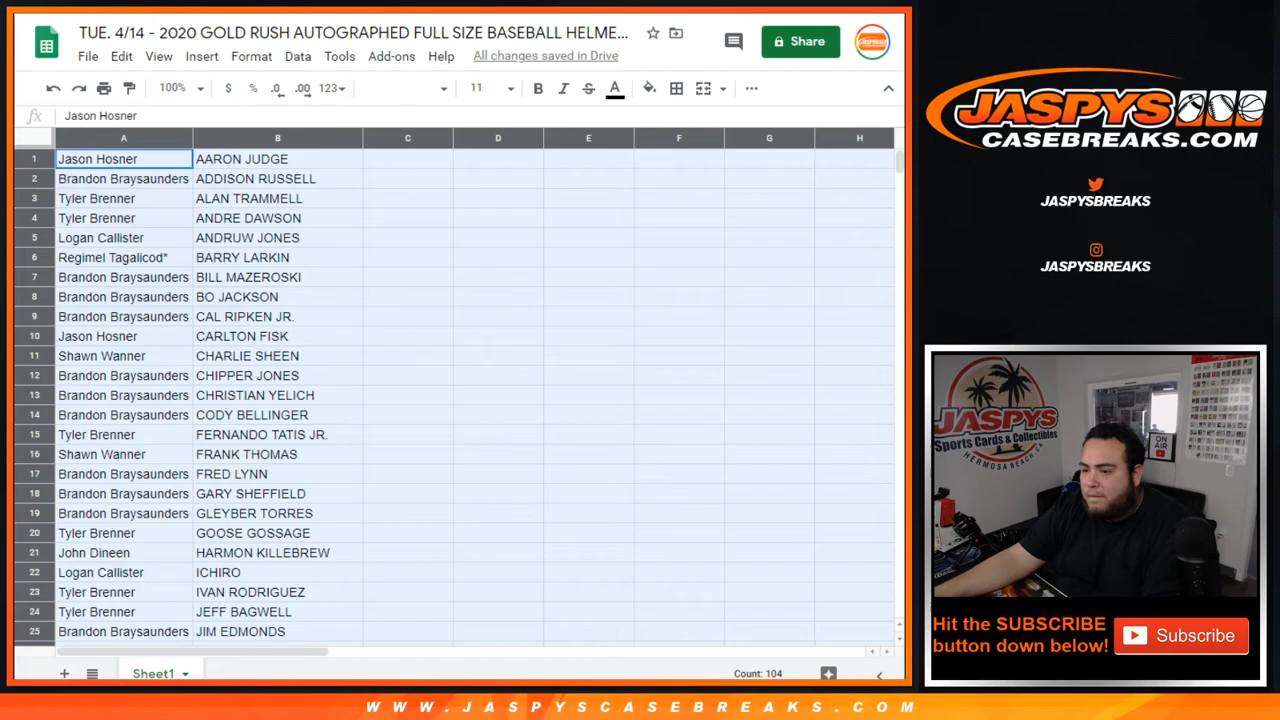 TUE. 4/14 - 2020 GOLD RUSH AUTOGRAPHED FULL SIZE BASEBALL HELME...
File Edit View Insert Format Data Tools Add-ons Help All changes saved in Drive
Share
100% $ % .0 .00 123 11 B I S A
fx Jason Hosner
A B C D E F G H
1 Jason Hosner AARON JUDGE
2 Brandon Braysaunders ADDISON RUSSELL
3 Tyler Brenner ALAN TRAMMELL
4 Tyler Brenner ANDRE DAWSON
5 Logan Callister ANDRUW JONES
6 Regimel Tagalicod* BARRY LARKIN
7 Brandon Braysaunders BILL MAZEROSKI
8 Brandon Braysaunders BO JACKSON
9 Brandon Braysaunders CAL RIPKEN JR.
10 Jason Hosner CARLTON FISK
11 Shawn Wanner CHARLIE SHEEN
12 Brandon Braysaunders CHIPPER JONES
13 Brandon Braysaunders CHRISTIAN YELICH
14 Brandon Braysaunders CODY BELLINGER
15 Tyler Brenner FERNANDO TATIS JR.
16 Shawn Wanner FRANK THOMAS
17 Brandon Braysaunders FRED LYNN
18 Brandon Braysaunders GARY SHEFFIELD
19 Brandon Braysaunders GLEYBER TORRES
20 Tyler Brenner GOOSE GOSSAGE
21 John Dineen HARMON KILLEBREW
22 Logan Callister ICHIRO
23 Tyler Brenner IVAN RODRIGUEZ
24 Tyler Brenner JEFF BAGWELL
25 Brandon Braysaunders JIM EDMONDS
Sheet1 Count: 104
JASPYS
CASEBREAKS.COM
JASPYSBREAKS
JASPYSBREAKS
JASPYS
Sports Cards & Collectibles
HERMOSA BEACH CA
ON
AIR
Hit the SUBSCRIBE
button down below!
Subscribe
WWW.JASPYSCASEBREAKS.COM